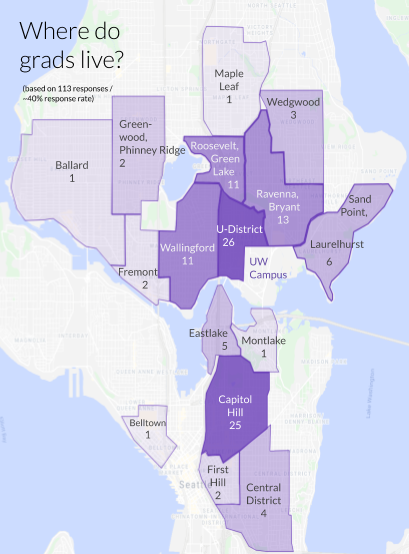 Where do
grads live?
(based on 113 responses /
~40% response rate)
Maple
Leaf
1
Wedgwood
3
Green-
wood,
Phinney Ridge
2
Ballard
1
Roosevelt,
Green
Lake
11
Ravenna,
Bryant
13
Sand
Point,
Laurelhurst
6
U-District
26
Wallingford
11
UW
Campus
Fremont
2
Eastlake
5
Montlake
1
Capitol
Hill
25
Belltown
1
First
Hill
2
Central
District
4
Seattle